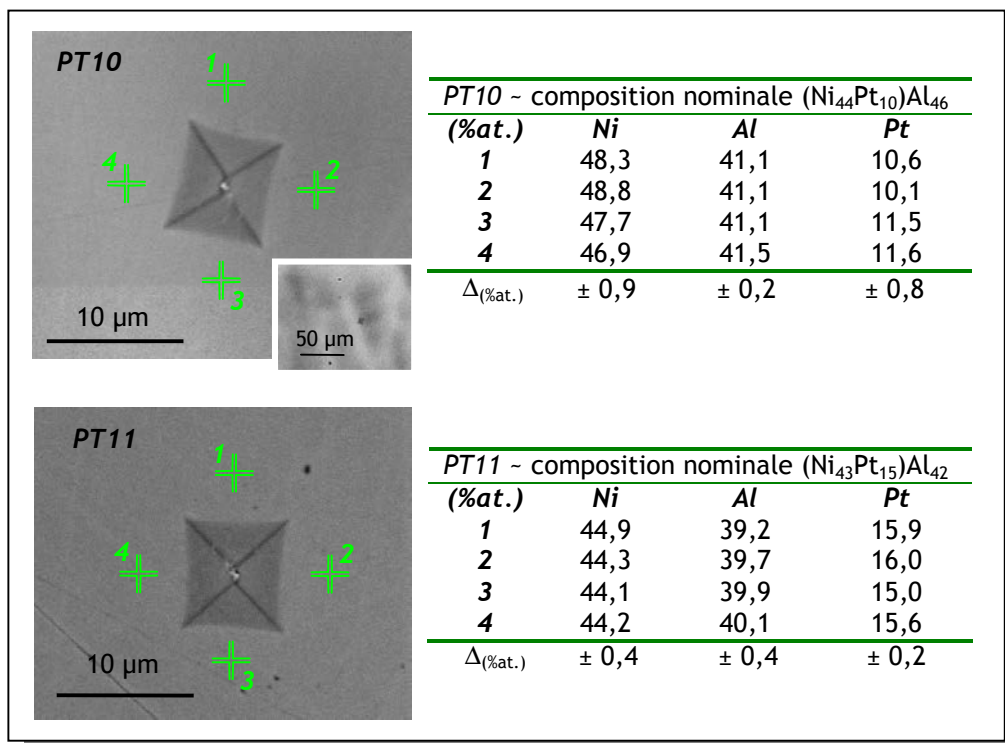 PT10
1
4
2
3
10 µm
50 µm
PT10 ~ composition nominale (Ni₄₄Pt₁₀)Al₄₆
(%at.) Ni Al Pt
1 48,3 41,1 10,6
2 48,8 41,1 10,1
3 47,7 41,1 11,5
4 46,9 41,5 11,6
Δ(%at.) ± 0,9 ± 0,2 ± 0,8
PT11
1
4
2
3
10 µm
PT11 ~ composition nominale (Ni₄₃Pt₁₅)Al₄₂
(%at.) Ni Al Pt
1 44,9 39,2 15,9
2 44,3 39,7 16,0
3 44,1 39,9 15,0
4 44,2 40,1 15,6
Δ(%at.) ± 0,4 ± 0,4 ± 0,2